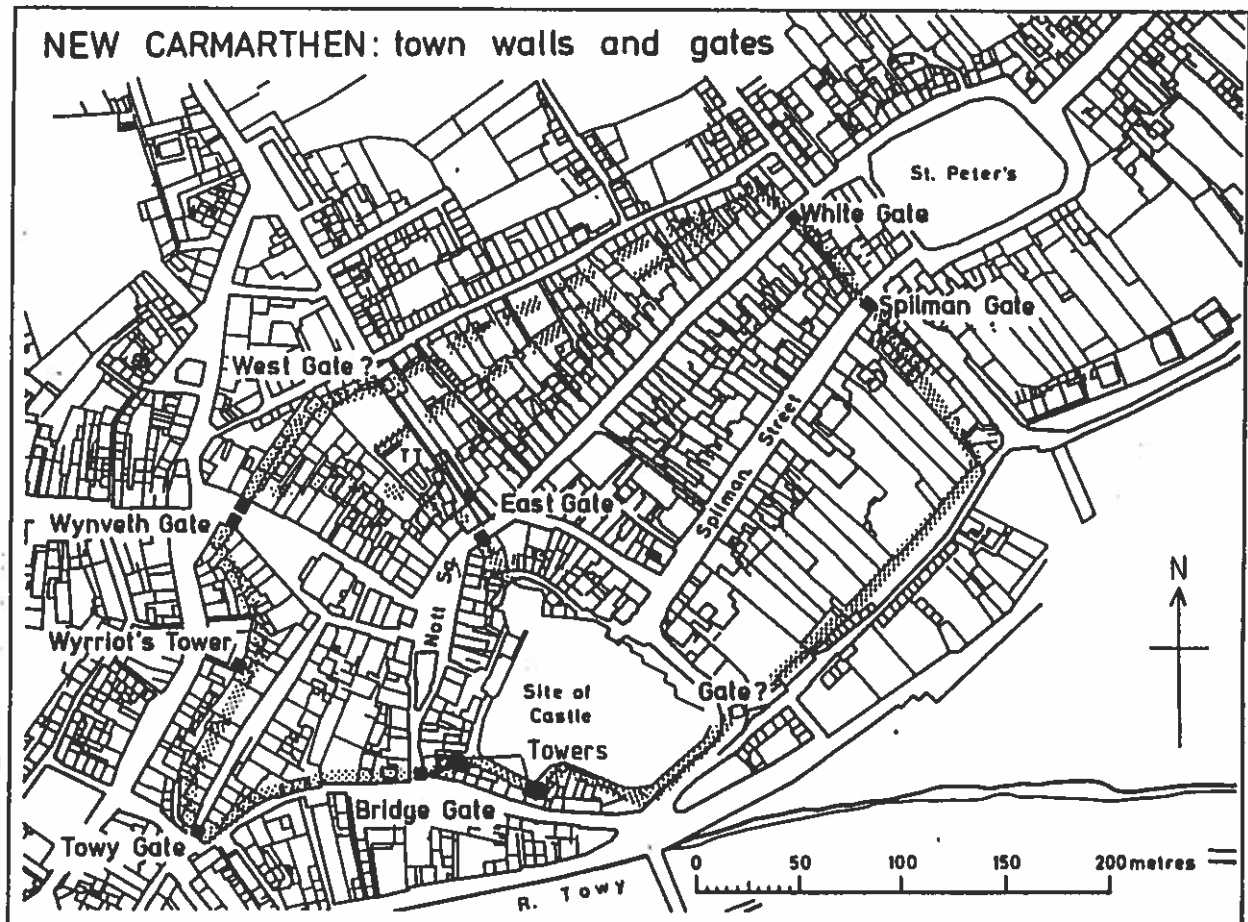 NEW CARMARTHEN: town walls and gates
St. Peter's
White Gate
Spilman Gate
West Gate ?
TT
East Gate
Spilman Street
Wynveth Gate
Nott Sq.
N
Wyrriot's Tower
Site of
Castle
Gate?
Towers
Bridge Gate
Towy Gate
0 50 100 150 200 metres
R. Towy